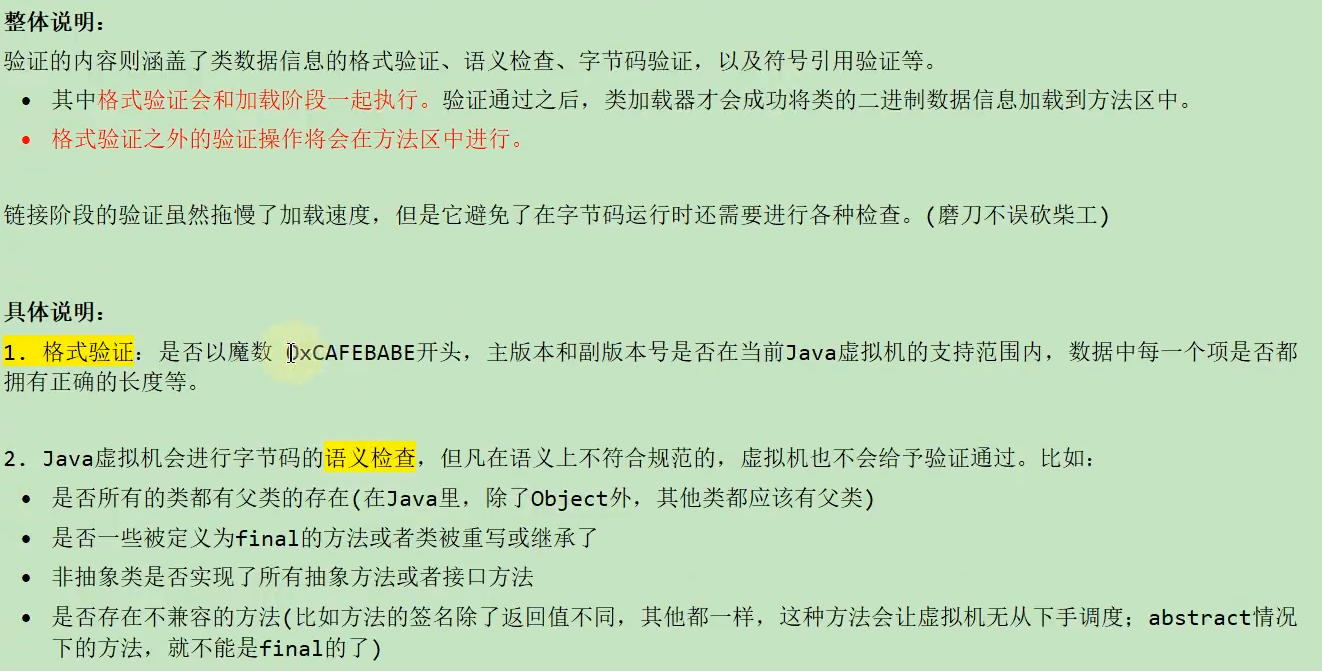 整体说明：
验证的内容则涵盖了类数据信息的格式验证、语义检查、字节码验证，以及符号引用验证等。
• 其中格式验证会和加载阶段一起执行。验证通过之后，类加载器才会成功将类的二进制数据信息加载到方法区中。
• 格式验证之外的验证操作将会在方法区中进行。
链接阶段的验证虽然拖慢了加载速度，但是它避免了在字节码运行时还需要进行各种检查。(磨刀不误砍柴工)
具体说明：
1. 格式验证：是否以魔数 0xCAFEBABE开头，主版本和副版本号是否在当前Java虚拟机的支持范围内，数据中每一个项是否都
拥有正确的长度等。
2. Java虚拟机会进行字节码的语义检查，但凡在语义上不符合规范的，虚拟机也不会给予验证通过。比如：
• 是否所有的类都有父类的存在(在Java里，除了Object外，其他类都应该有父类)
• 是否一些被定义为final的方法或者类被重写或继承了
• 非抽象类是否实现了所有抽象方法或者接口方法
• 是否存在不兼容的方法(比如方法的签名除了返回值不同，其他都一样，这种方法会让虚拟机无从下手调度；abstract情况
下的方法，就不能是final的了)